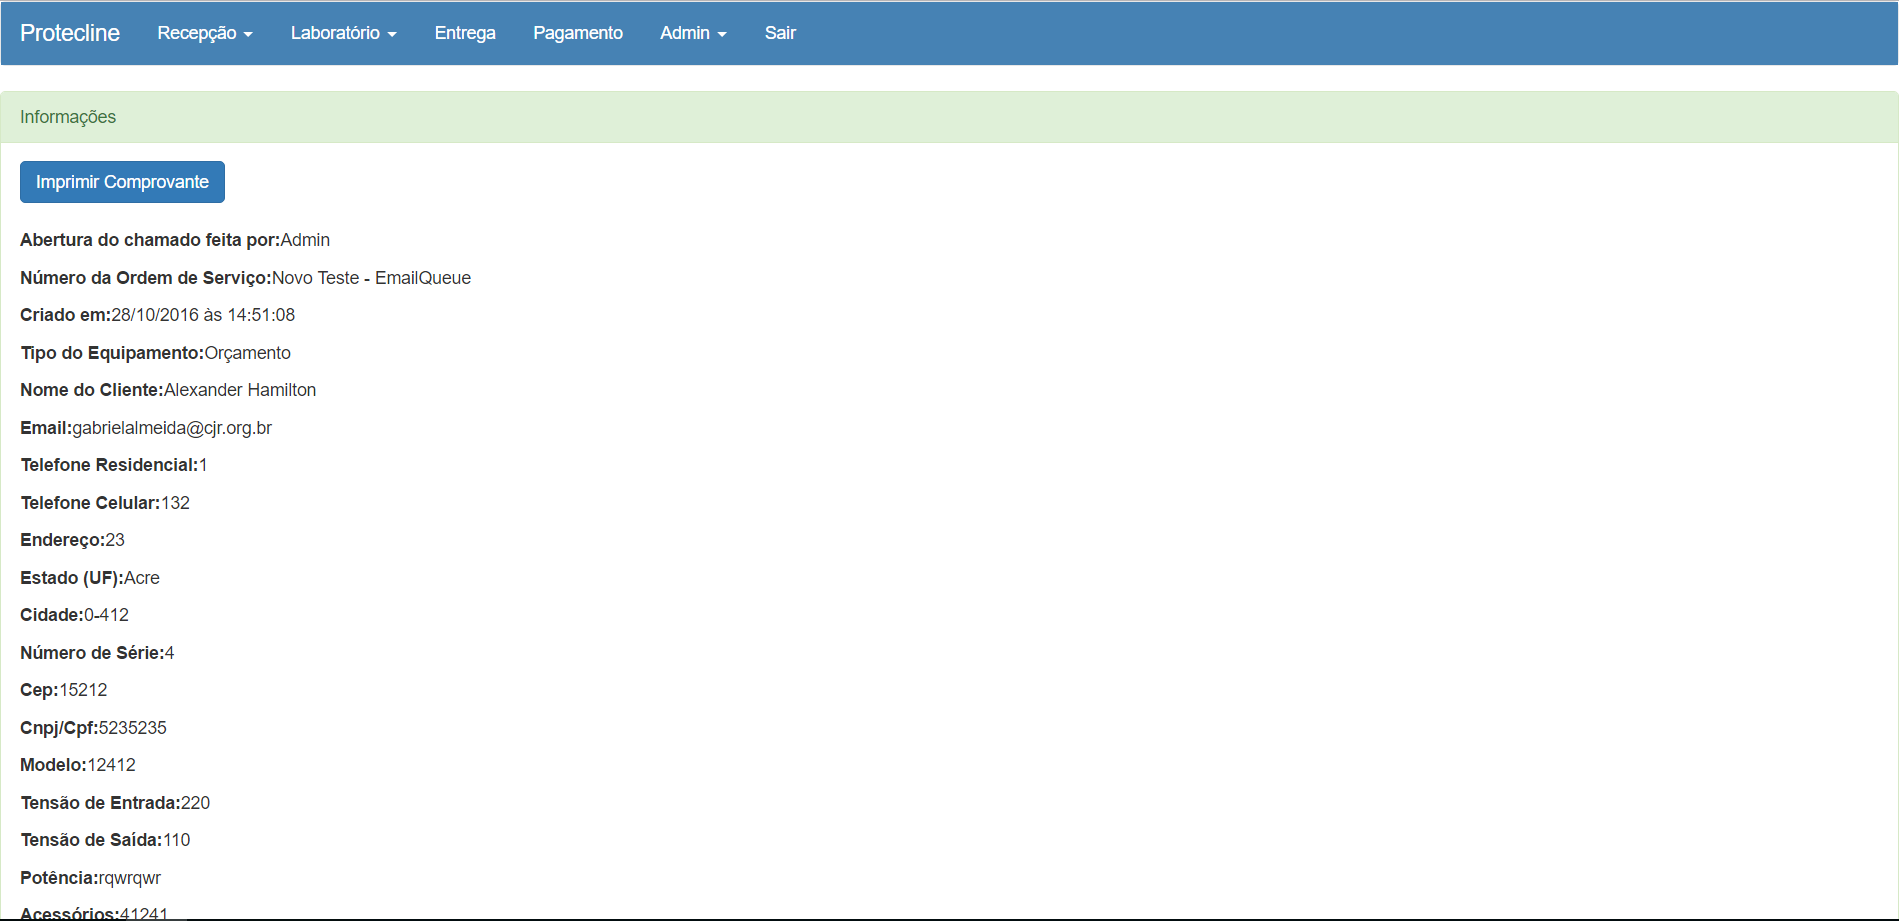 Protecline Recepção Laboratório Entrega Pagamento Admin Sair
Informações
Imprimir Comprovante
Abertura do chamado feita por:Admin
Número da Ordem de Serviço:Novo Teste - EmailQueue
Criado em:28/10/2016 às 14:51:08
Tipo do Equipamento:Orçamento
Nome do Cliente:Alexander Hamilton
Email:gabrielalmeida@cjr.org.br
Telefone Residencial:1
Telefone Celular:132
Endereço:23
Estado (UF):Acre
Cidade:0-412
Número de Série:4
Cep:15212
Cnpj/Cpf:5235235
Modelo:12412
Tensão de Entrada:220
Tensão de Saída:110
Potência:rqwrqwr
Acessórios:41241